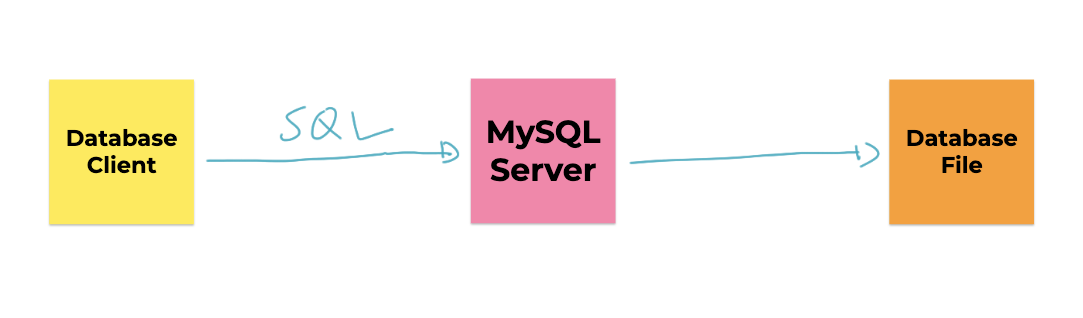 Database
Client
SQL
MySQL
Server
Database
File